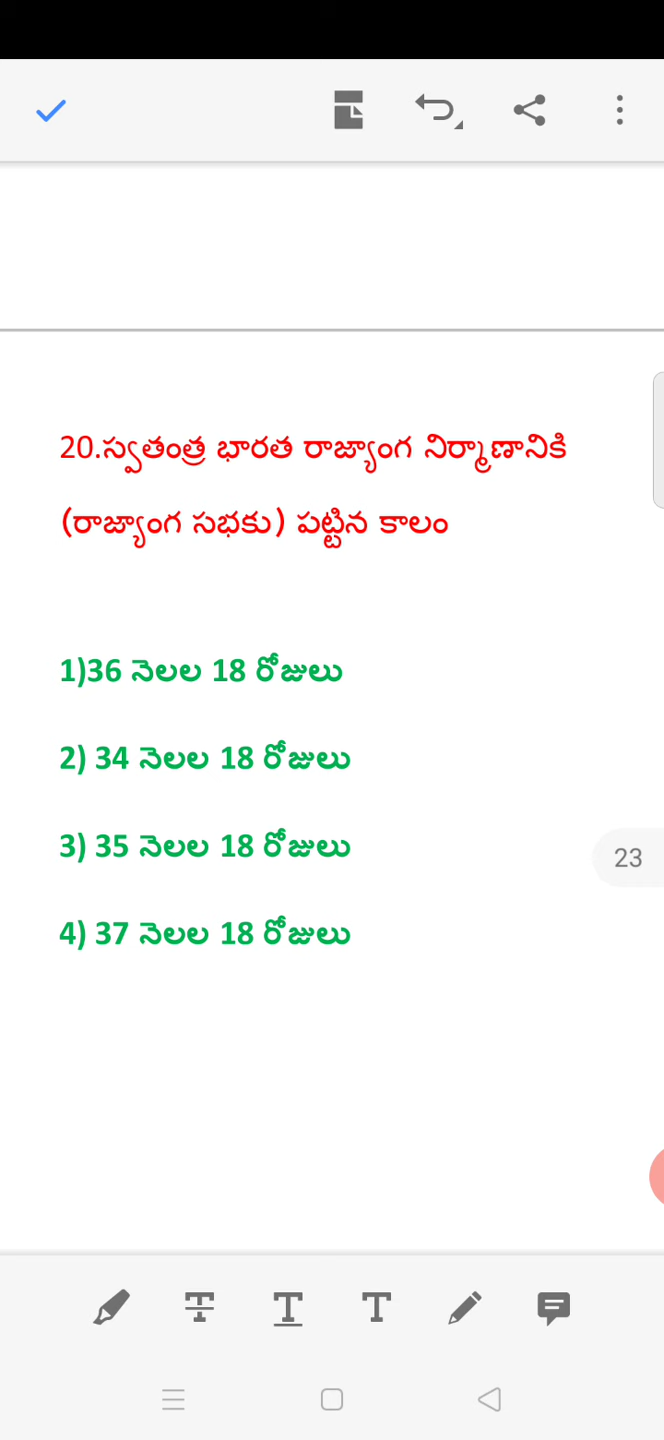 20.స్వతంత్ర భారత రాజ్యాంగ నిర్మాణానికి
(రాజ్యాంగ సభకు) పట్టిన కాలం
1)36 నెలల 18 రోజులు
2) 34 నెలల 18 రోజులు
3) 35 నెలల 18 రోజులు
23
4) 37 నెలల 18 రోజులు